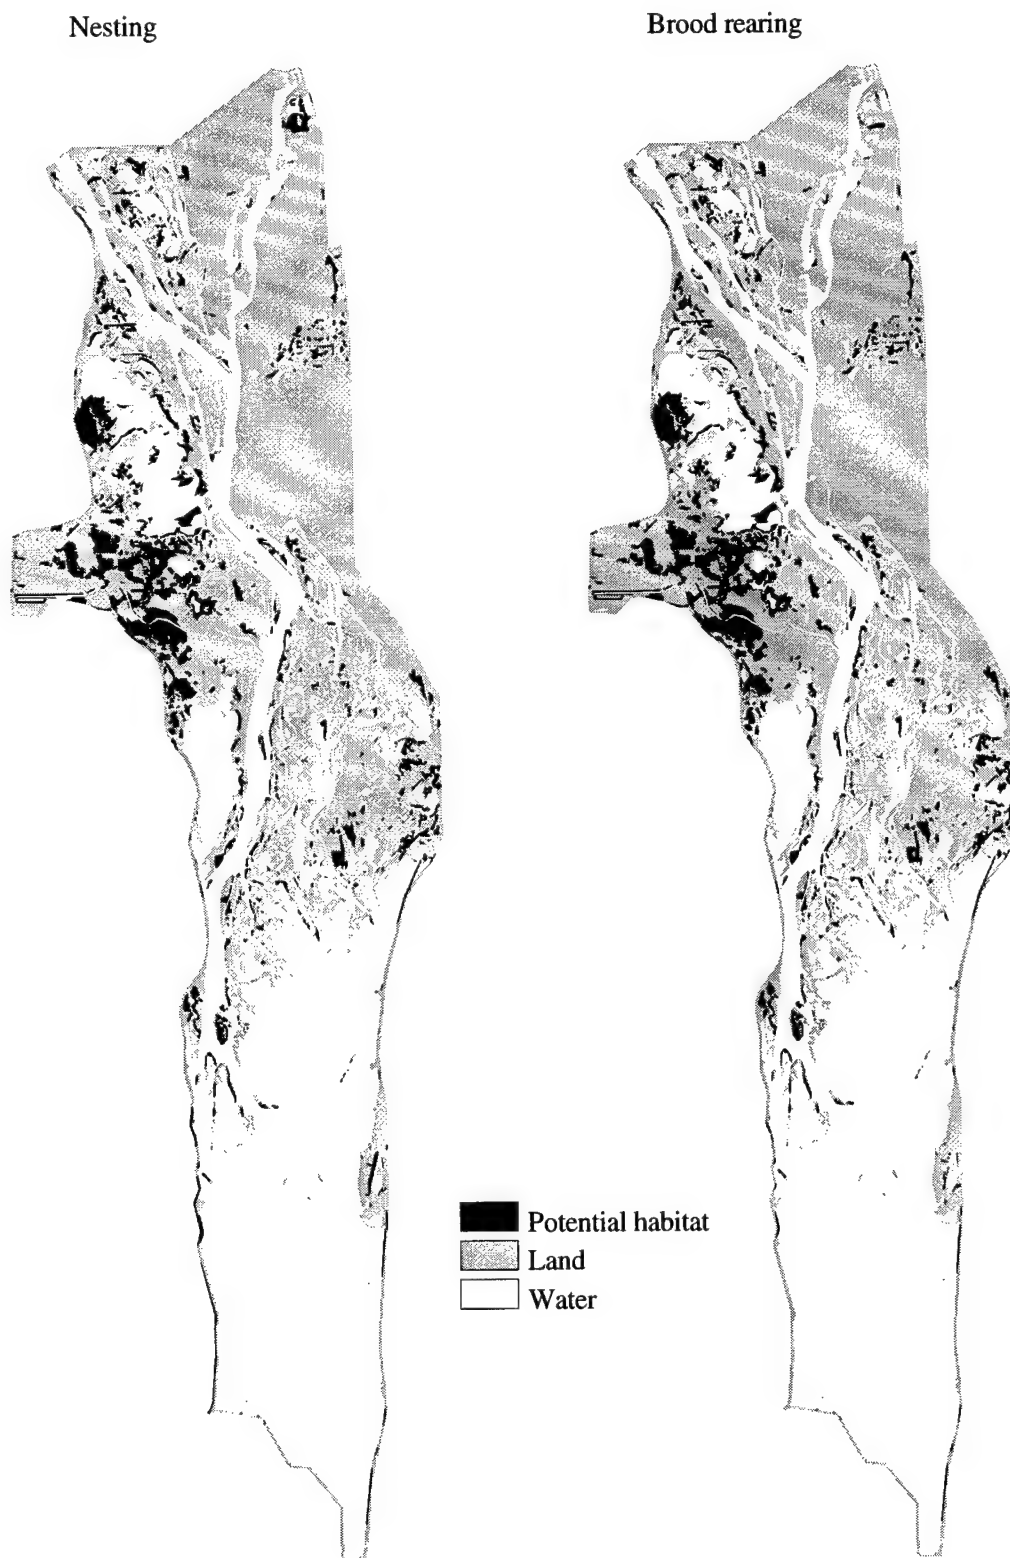 Nesting
Brood rearing
Potential habitat
Land
Water